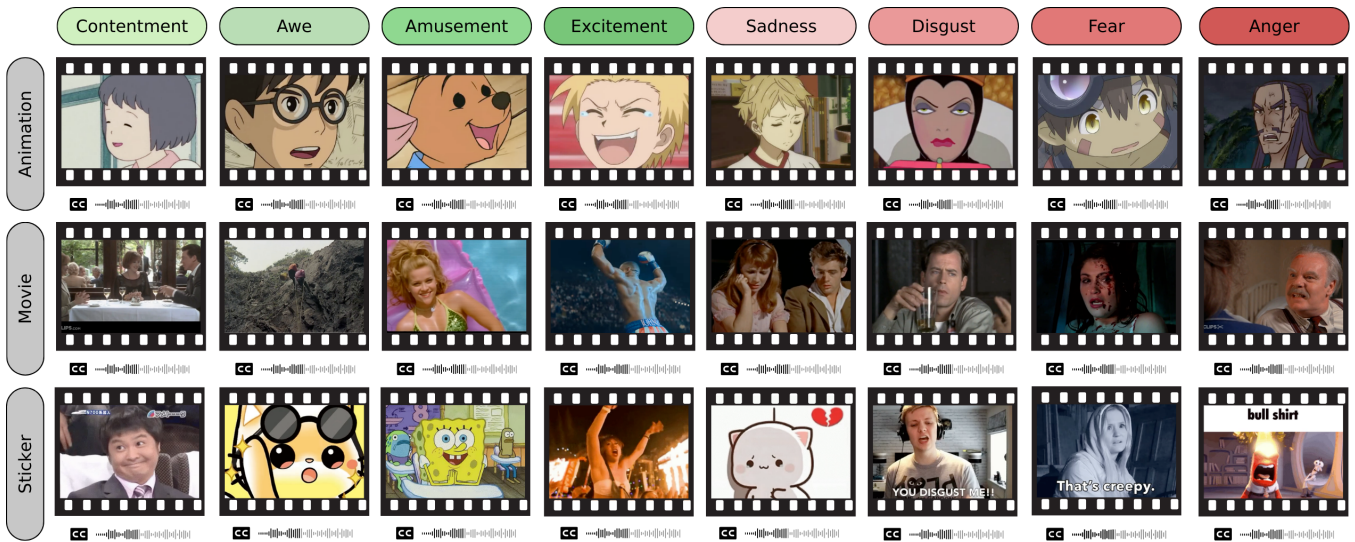 Contentment
Awe
Amusement
Excitement
Sadness
Disgust
Fear
Anger
Animation
CC CC CC CC CC CC CC CC
Movie
CC CC CC CC CC CC CC CC
Sticker
YOU DISGUST ME!!
That's creepy.
bull shirt
CC CC CC CC CC CC CC CC